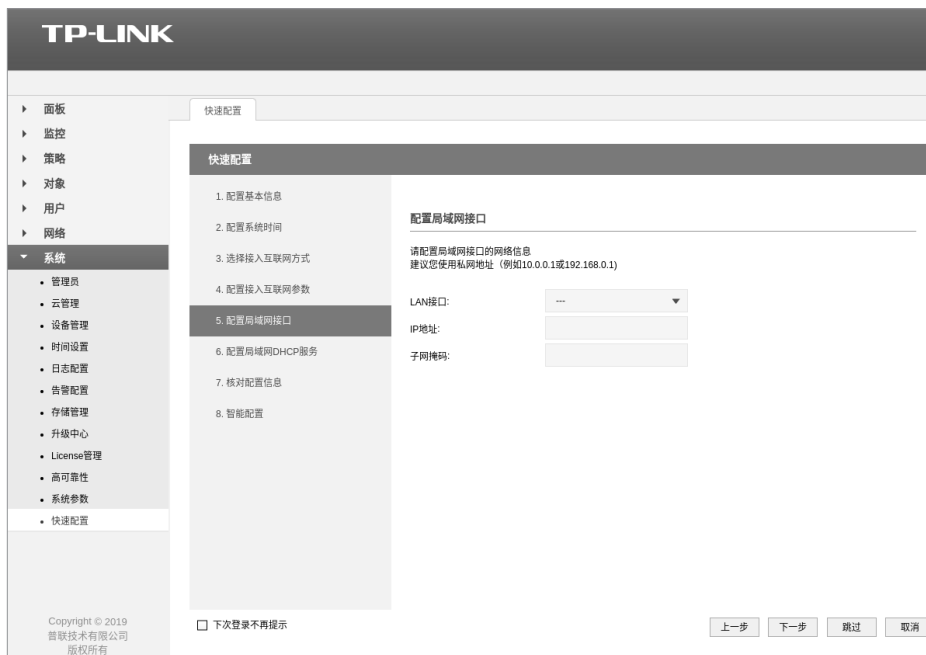 TP-LINK
面板
监控
策略
对象
用户
网络
系统
管理员
云管理
设备管理
时间设置
日志配置
告警配置
存储管理
升级中心
License管理
高可靠性
系统参数
快速配置
Copyright © 2019
普联技术有限公司
版权所有
快速配置
快速配置
1. 配置基本信息
2. 配置系统时间
3. 选择接入互联网方式
4. 配置接入互联网参数
5. 配置局域网接口
6. 配置局域网DHCP服务
7. 核对配置信息
8. 智能配置
配置局域网接口
请配置局域网接口的网络信息
建议您使用私网地址（例如10.0.0.1或192.168.0.1)
LAN接口: ---
IP地址:
子网掩码:
下次登录不再提示
上一步 下一步 跳过 取消